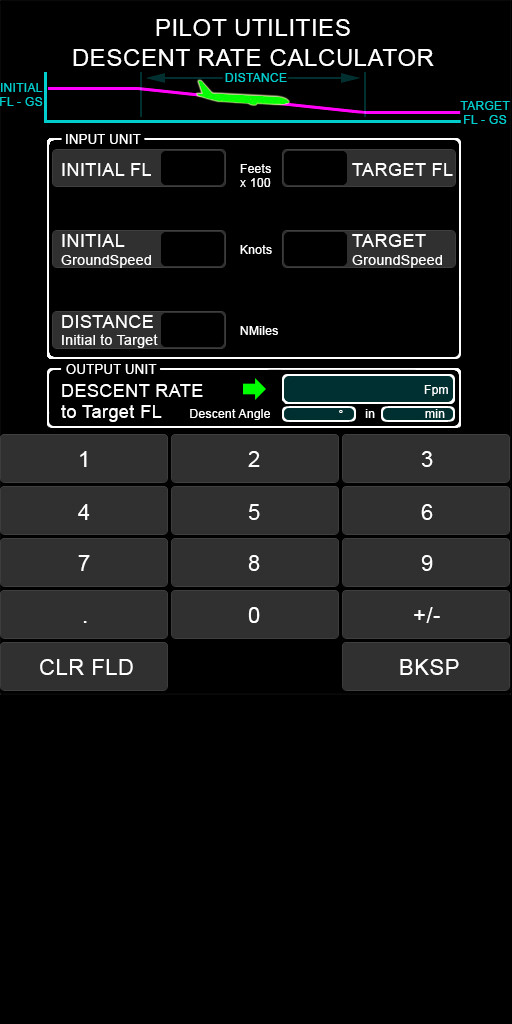 PILOT UTILITIES
DESCENT RATE CALCULATOR
DISTANCE
INITIAL
FL - GS
TARGET
FL - GS
INPUT UNIT
INITIAL FL
Feets
x 100
TARGET FL
INITIAL
GroundSpeed
Knots
TARGET
GroundSpeed
DISTANCE
Initial to Target
NMiles
OUTPUT UNIT
DESCENT RATE
to Target FL
Fpm
Descent Angle ° in min
1 2 3
4 5 6
7 8 9
. 0 +/-
CLR FLD BKSP